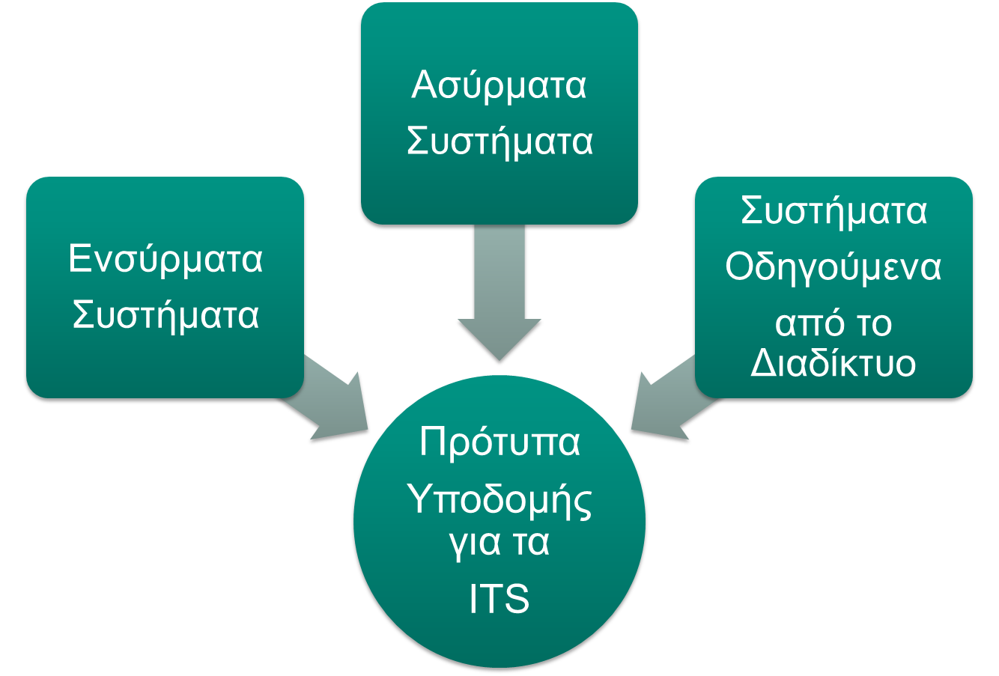 Ασύρματα
Συστήματα
Ενσύρματα
Συστήματα
Συστήματα
Οδηγούμενα
από το
Διαδίκτυο
Πρότυπα
Υποδομής
για τα
ITS